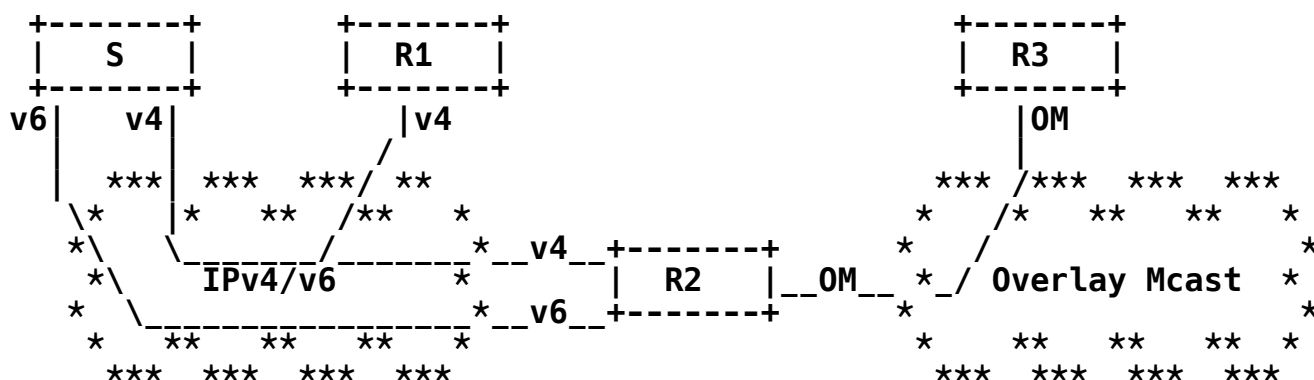 S R1 R3
v6 v4 v4 OM
v4
IPv4/v6 R2 OM Overlay Mcast
v6